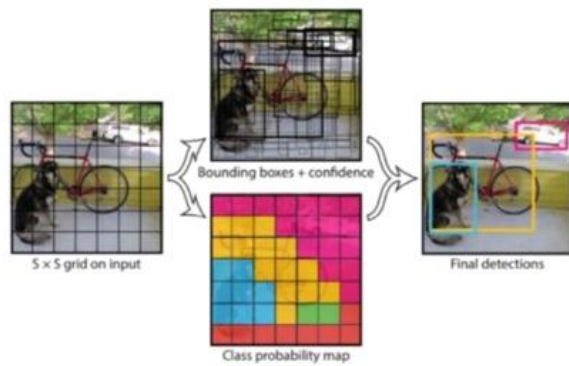 S × S grid on input
Bounding boxes + confidence
Class probability map
Final detections